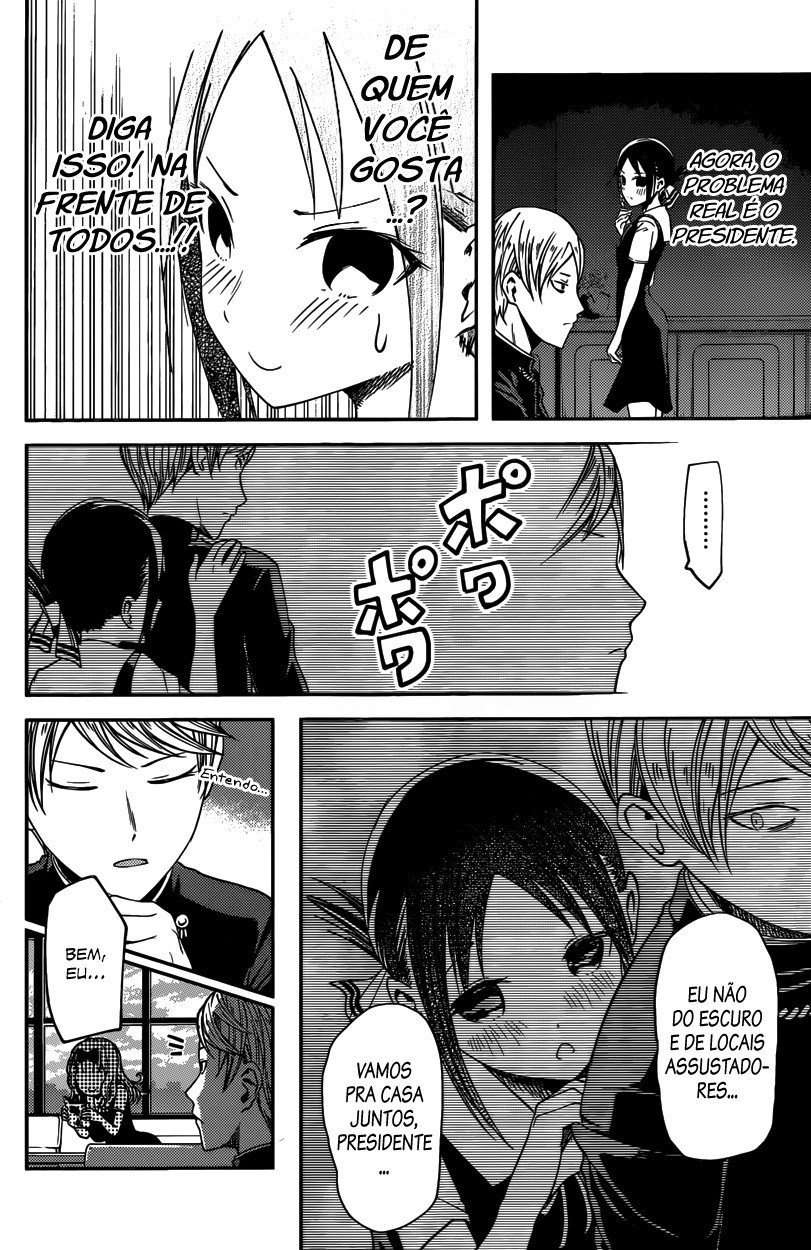 AGORA, O
PROBLEMA
REAL É O
PRESIDENTE.
DE
QUEM
VOCÊ
GOSTA
...?
DIGA
ISSO! NA
FRENTE DE
TODOS...!!
........
ポワ
ポワ
EU NÃO
DO ESCURO
E DE LOCAIS
ASSUSTADO-
RES...
VAMOS
PRA CASA
JUNTOS,
PRESIDENTE
...
Entendo...
BEM,
EU...